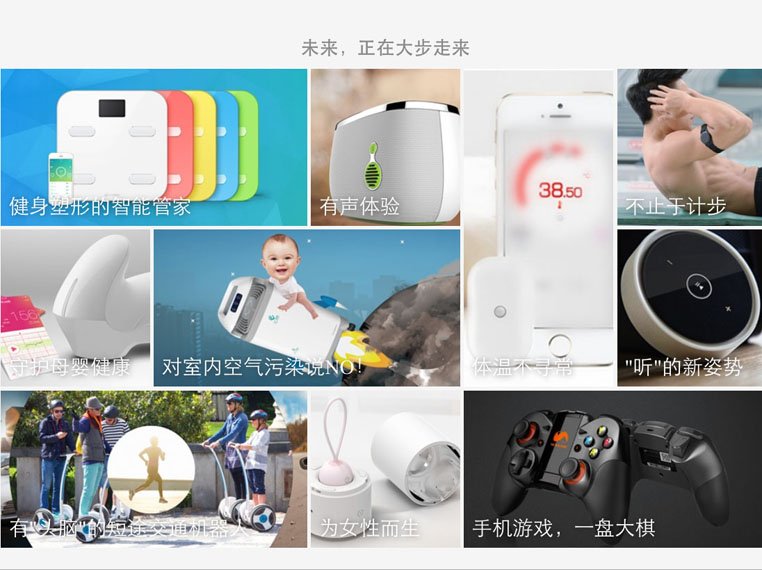 未来，正在大步走来
健身塑形的智能管家
有声体验
38.50
不止于计步
156
守护母婴健康
对室内空气污染说NO!
体温不寻常
"听"的新姿势
有"头脑"的短途交通机器人
为女性而生
手机游戏，一盘大棋